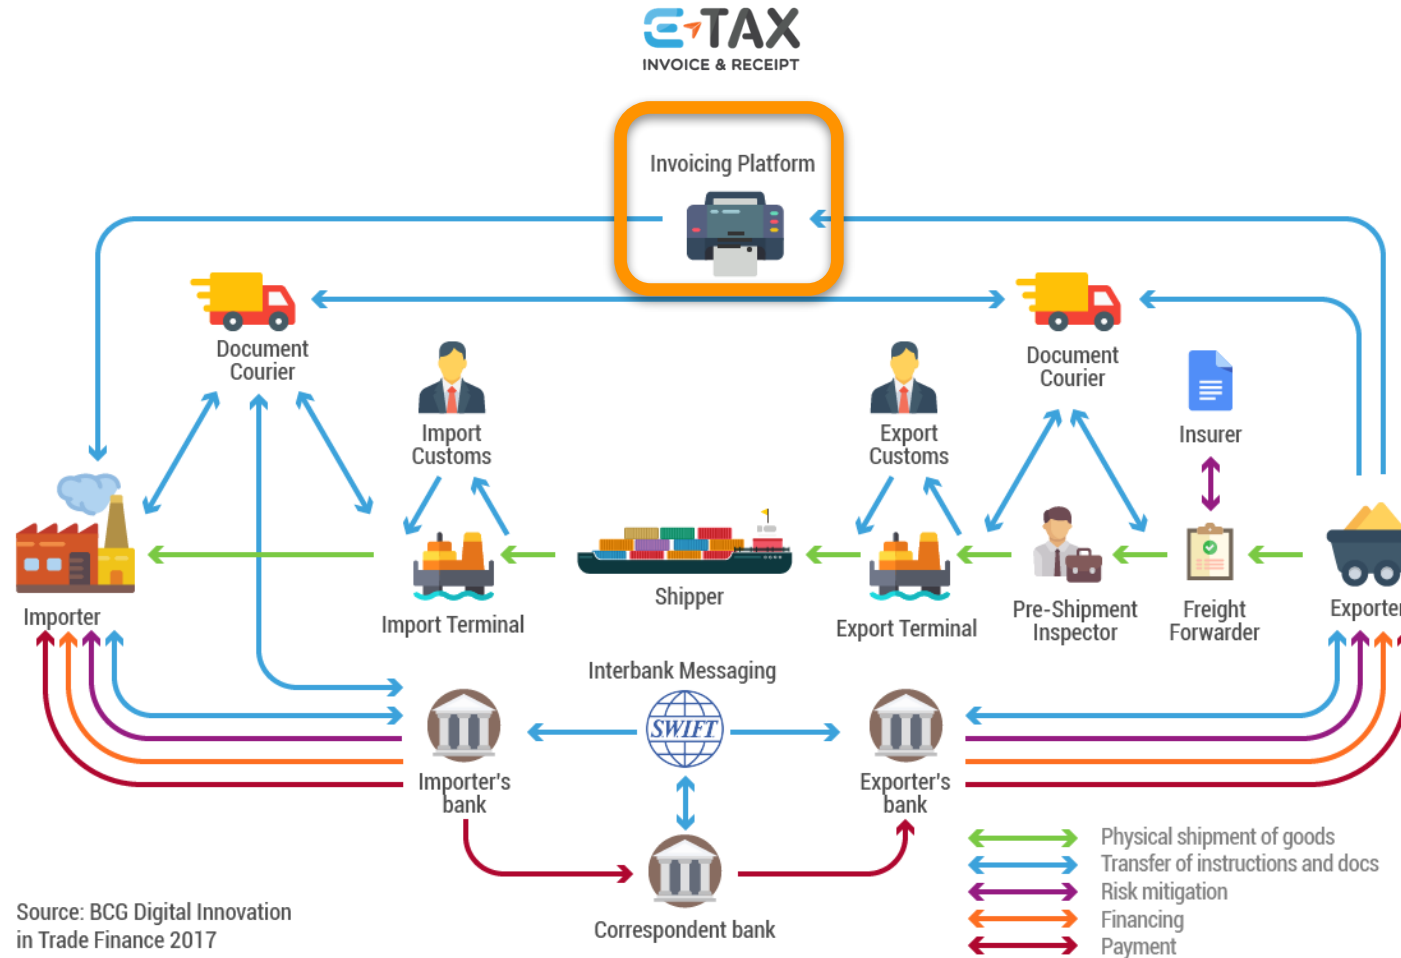 E-TAX
INVOICE & RECEIPT
Invoicing Platform
Document
Courier
Import
Customs
Export
Customs
Document
Courier
Insurer
Importer
Import Terminal
Shipper
Export Terminal
Pre-Shipment
Inspector
Freight
Forwarder
Exporter
Interbank Messaging
SWIFT
Importer's
bank
Exporter's
bank
Correspondent bank
Physical shipment of goods
Transfer of instructions and docs
Risk mitigation
Financing
Payment
Source: BCG Digital Innovation
in Trade Finance 2017